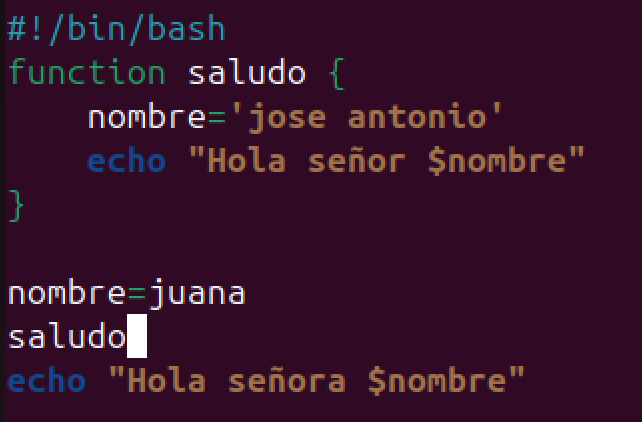 #!/bin/bash
function saludo {
    nombre='jose antonio'
    echo "Hola señor $nombre"
}

nombre=juana
saludo
echo "Hola señora $nombre"